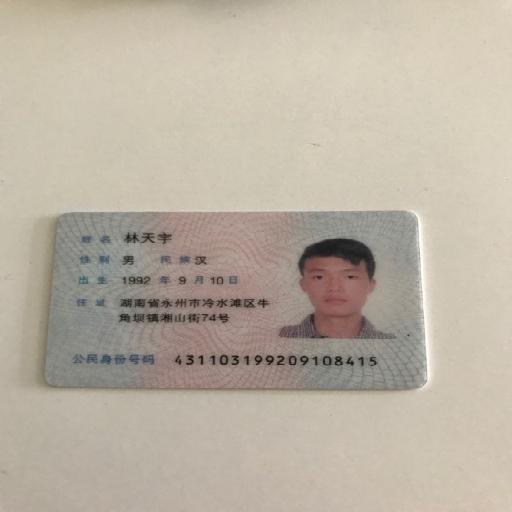 姓名 林天宇
性别 男 民族 汉
出生 1992 年 9 月 10 日
住址 湖南省永州市冷水滩区牛
角坝镇湘山街74号
公民身份号码 431103199209108415